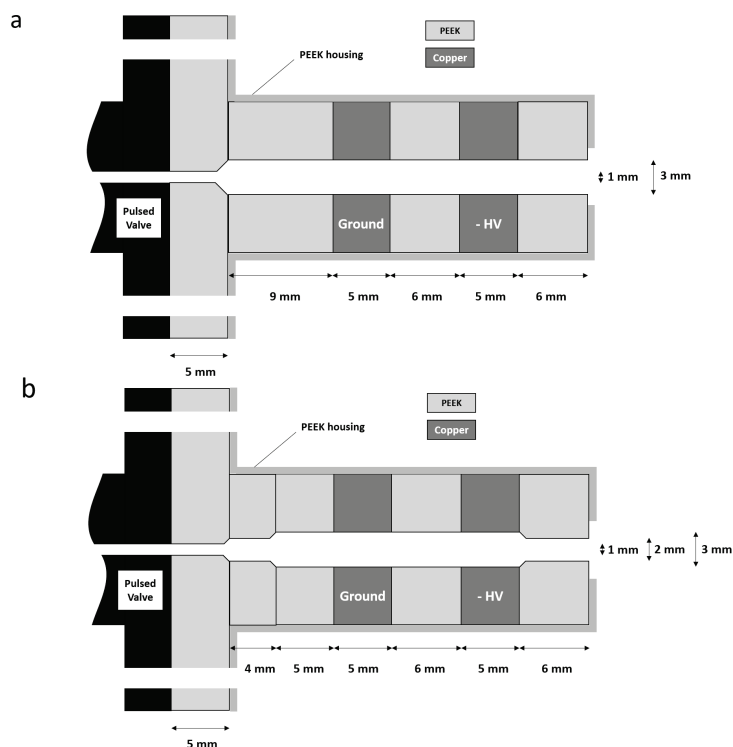 a
PEEK
PEEK housing
Copper
1 mm
3 mm
Pulsed
Valve
Ground
- HV
9 mm
5 mm
6 mm
5 mm
6 mm
5 mm
b
PEEK
PEEK housing
Copper
1 mm
2 mm
3 mm
Pulsed
Valve
Ground
- HV
4 mm
5 mm
5 mm
6 mm
5 mm
6 mm
5 mm